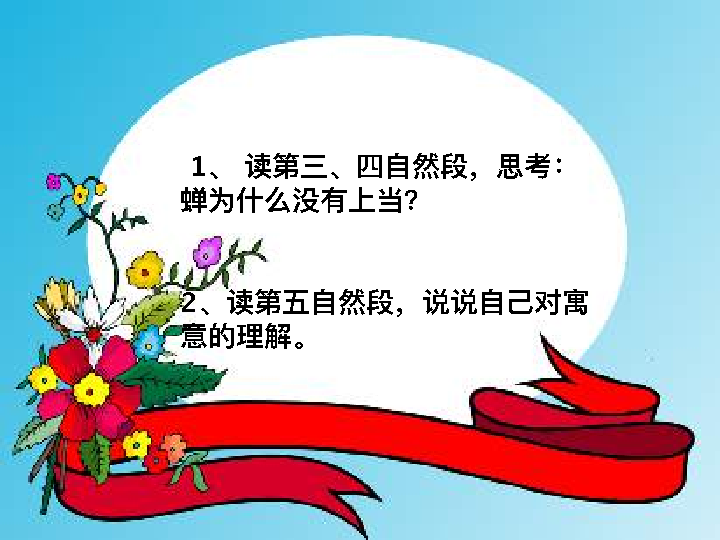 1、 读第三、四自然段，思考：
蝉为什么没有上当？
2、读第五自然段，说说自己对寓
意的理解。